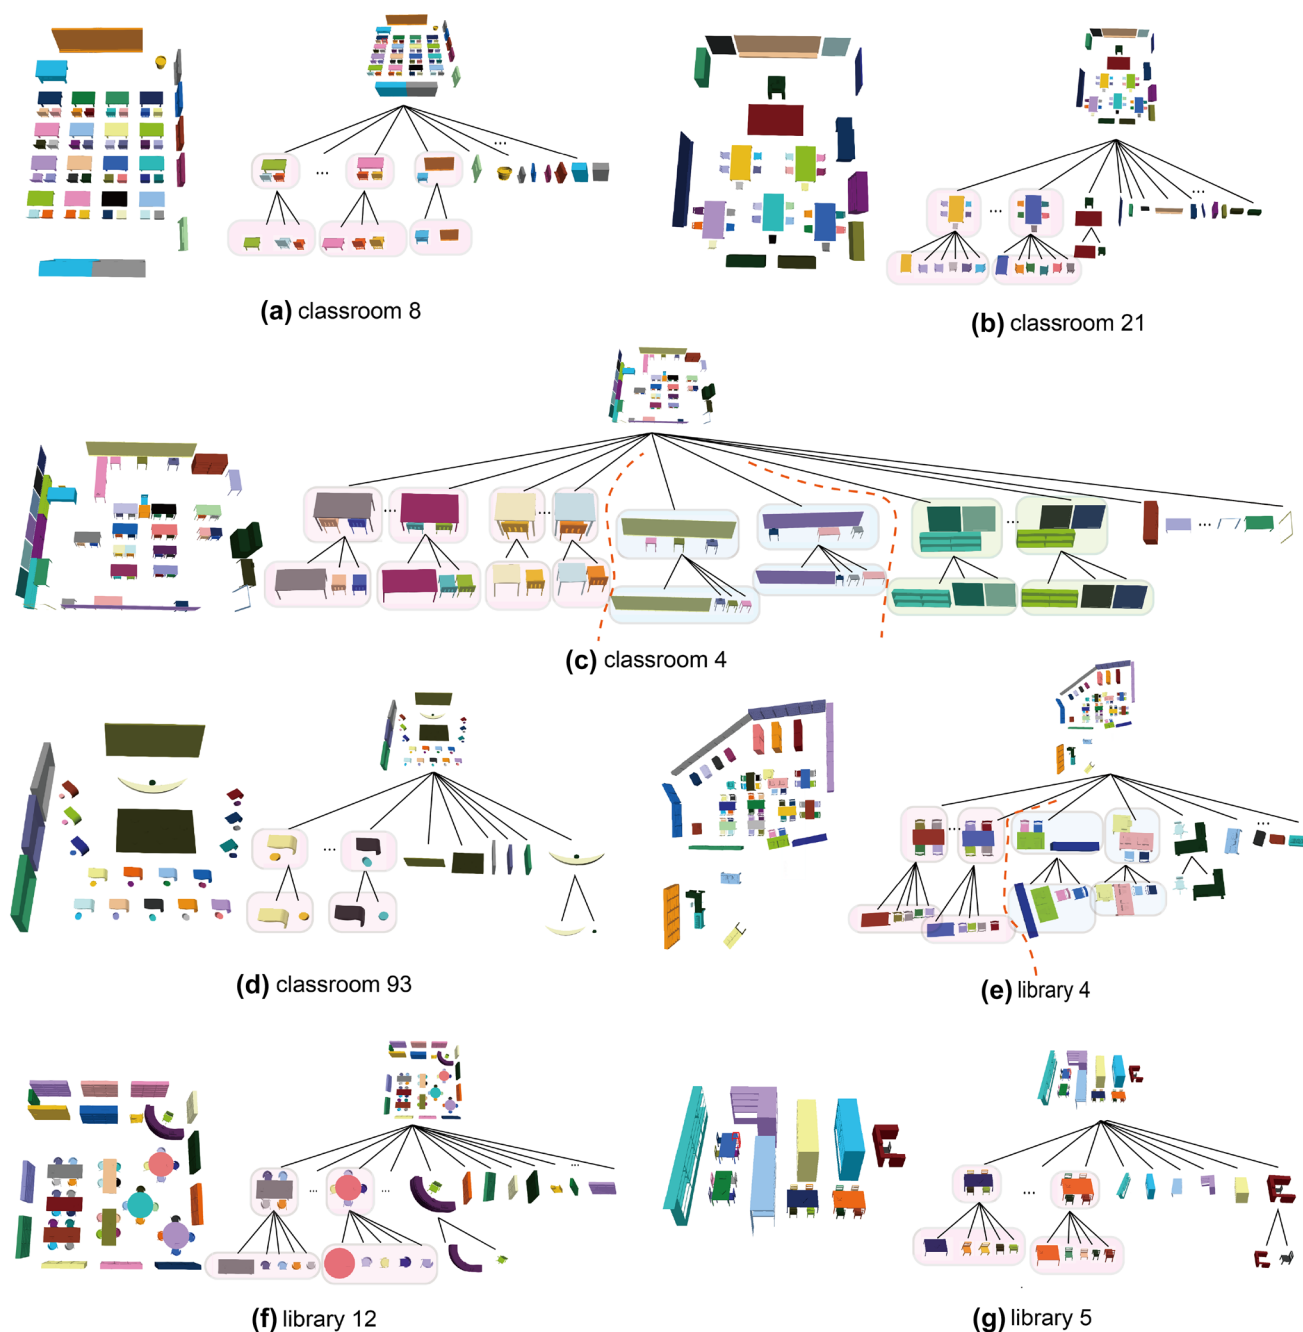 (a) classroom 8
(b) classroom 21
(c) classroom 4
(d) classroom 93
(e) library 4
(f) library 12
(g) library 5